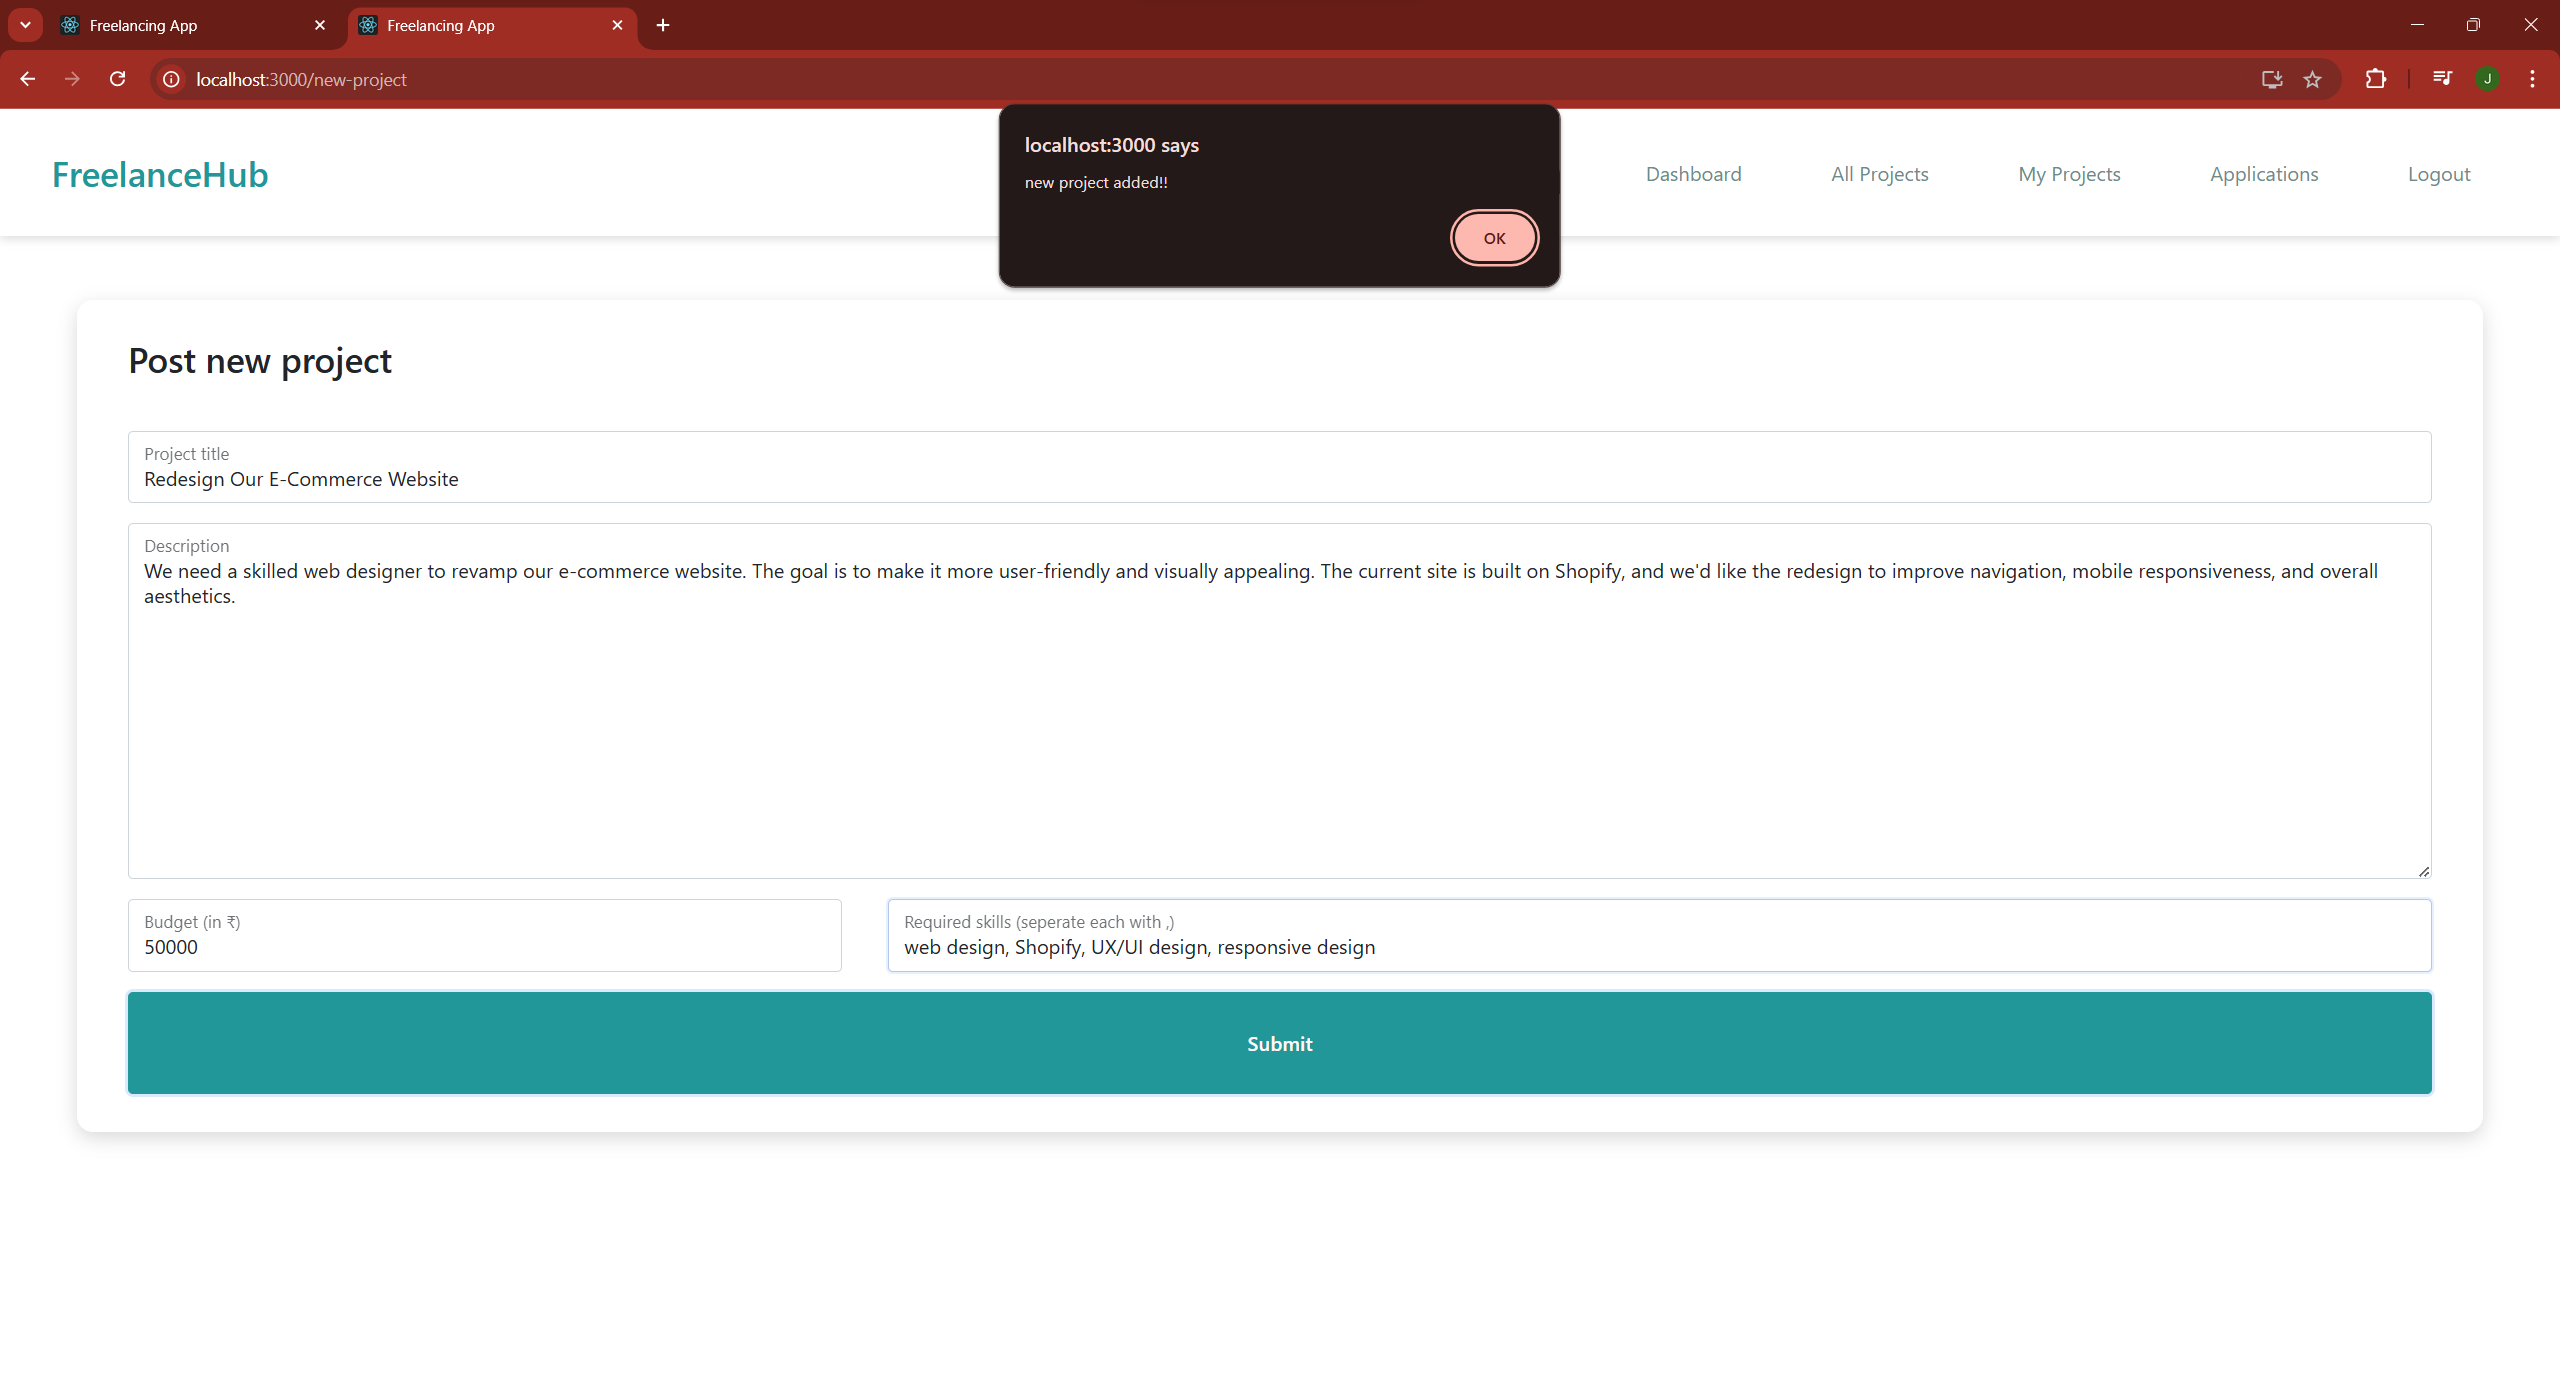 Freelancing App
Freelancing App
localhost:3000/new-project
J
localhost:3000 says
new project added!!
OK
FreelanceHub
Dashboard
All Projects
My Projects
Applications
Logout
Post new project
Project title
Redesign Our E-Commerce Website
Description
We need a skilled web designer to revamp our e-commerce website. The goal is to make it more user-friendly and visually appealing. The current site is built on Shopify, and we'd like the redesign to improve navigation, mobile responsiveness, and overall
aesthetics.
Budget (in ₹)
50000
Required skills (seperate each with ,)
web design, Shopify, UX/UI design, responsive design
Submit